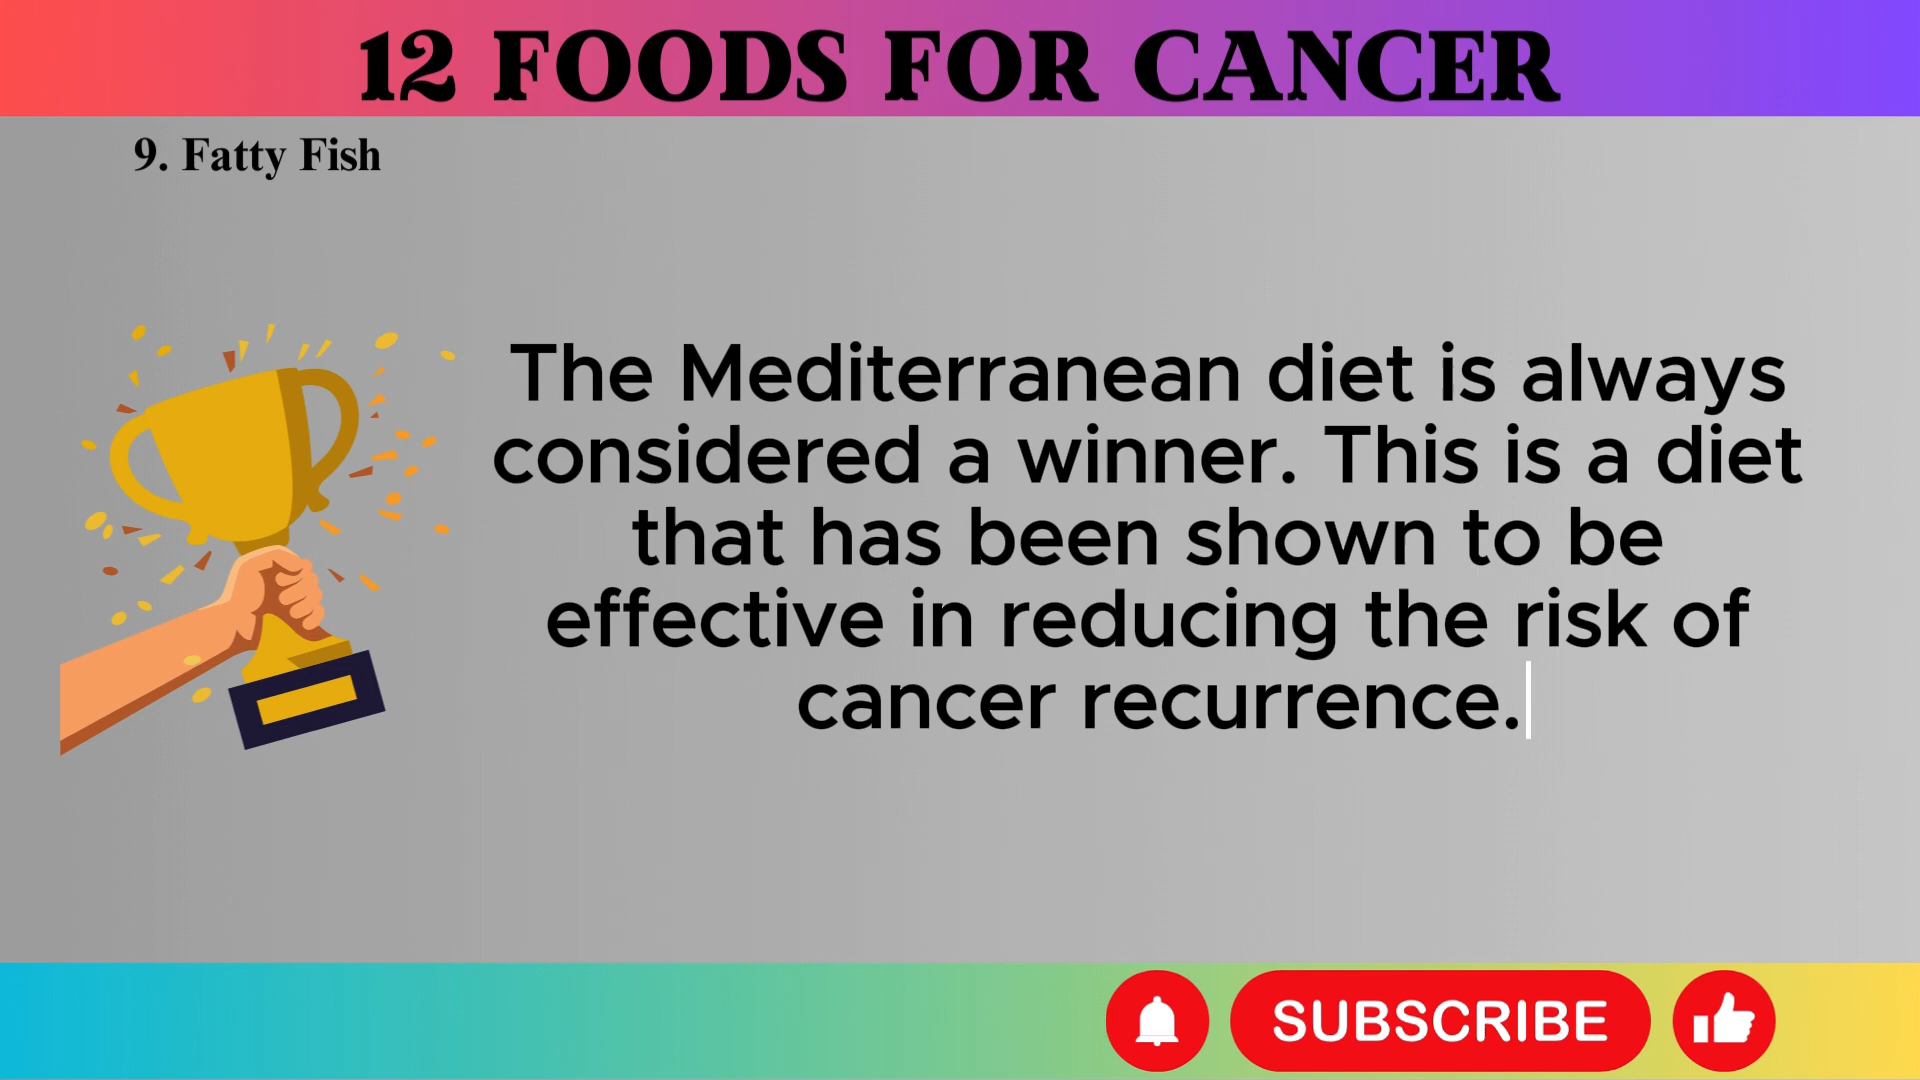 12 FOODS FOR CANCER
9. Fatty Fish
The Mediterranean diet is always
considered a winner. This is a diet
that has been shown to be
effective in reducing the risk of
cancer recurrence.
SUBSCRIBE